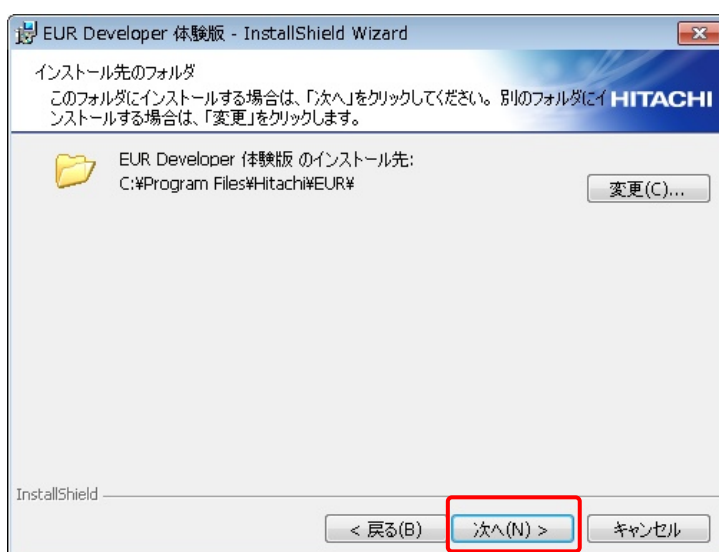 EUR Developer 体験版 - InstallShield Wizard
インストール先のフォルダ
このフォルダにインストールする場合は、「次へ」をクリックしてください。別のフォルダにイ
ンストールする場合は、「変更」をクリックします。
HITACHI
EUR Developer 体験版 のインストール先:
C:¥Program Files¥Hitachi¥EUR¥
変更(C)...
InstallShield
< 戻る(B)
次へ(N) >
キャンセル